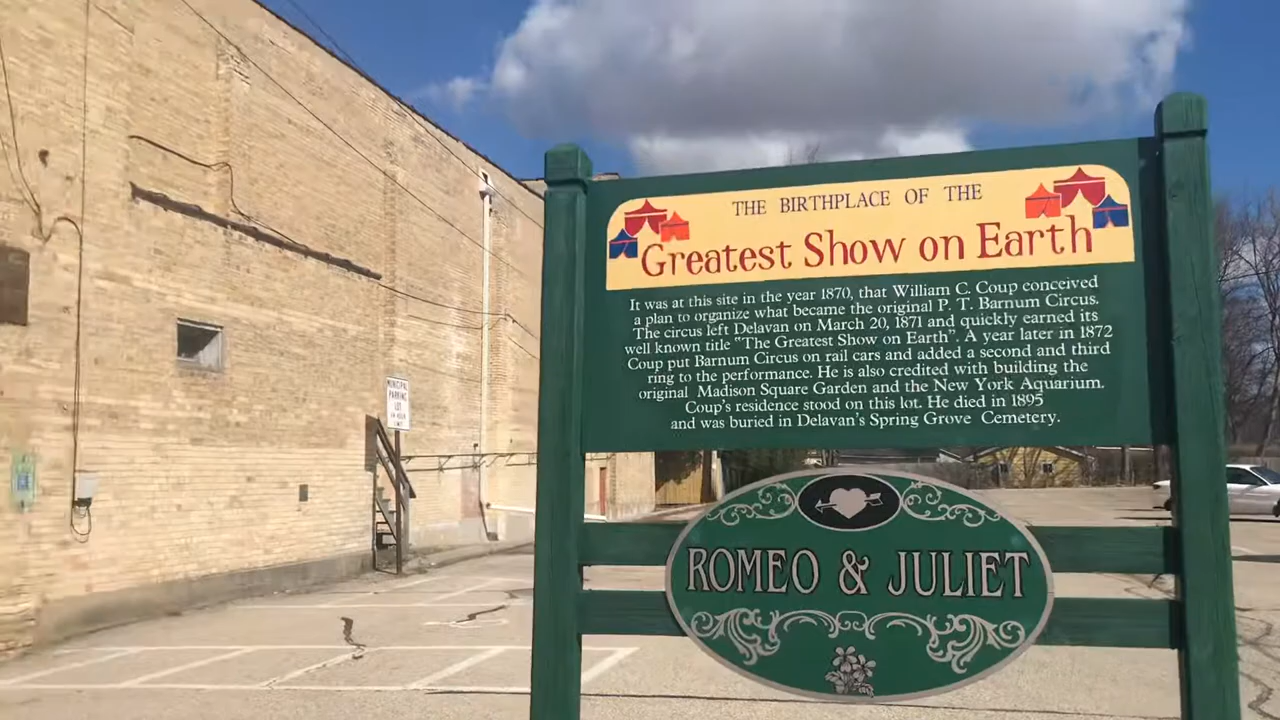 THE BIRTHPLACE OF THE
Greatest Show on Earth
It was at this site in the year 1870, that William C. Coup conceived
a plan to organize what became the original P. T. Barnum Circus.
The circus left Delavan on March 20, 1871 and quickly earned its
well known title "The Greatest Show on Earth". A year later in 1872
Coup put Barnum Circus on rail cars and added a second and third
ring to the performance. He is also credited with building the
original Madison Square Garden and the New York Aquarium.
Coup's residence stood on this lot. He died in 1895
and was buried in Delavan's Spring Grove Cemetery.
ROMEO & JULIET
MUNICIPAL
PARKING
LOT